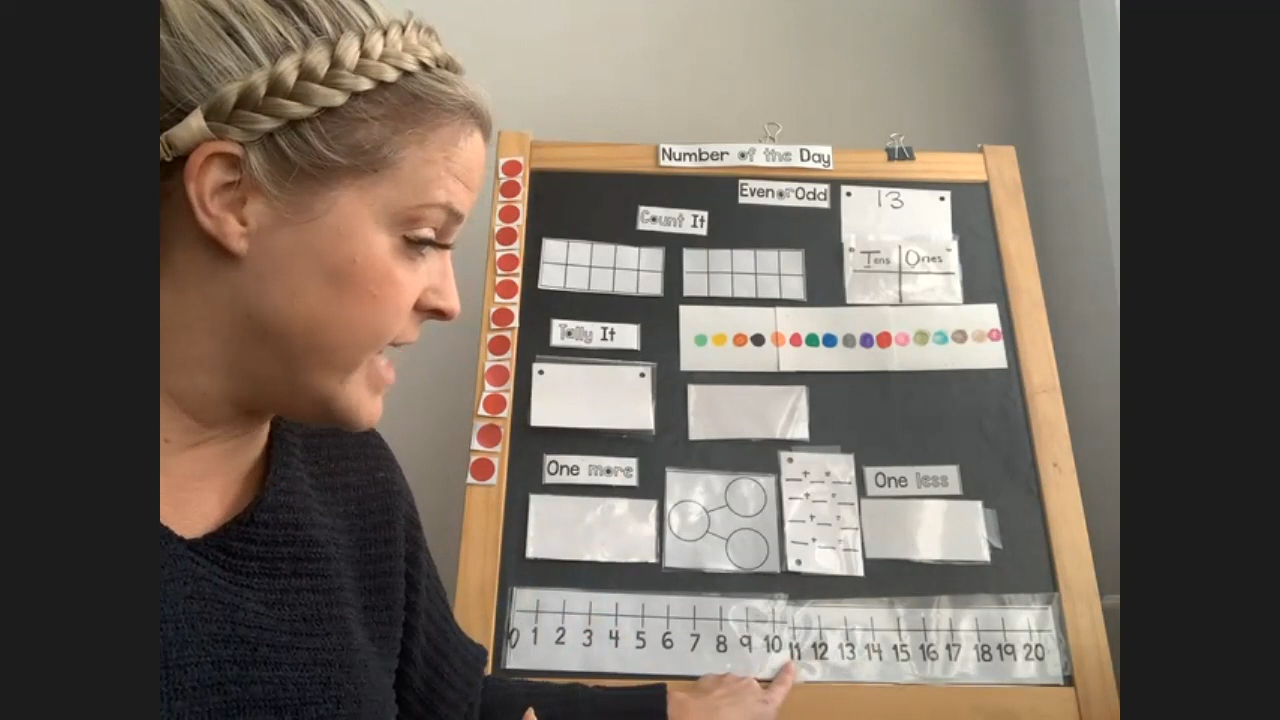 Number of the Day
Even or Odd
13
Count It
Tens Ones
Tally It
One more
+ =
+ =
+ =
+ =
One less
0 1 2 3 4 5 6 7 8 9 10 11 12 13 14 15 16 17 18 19 20